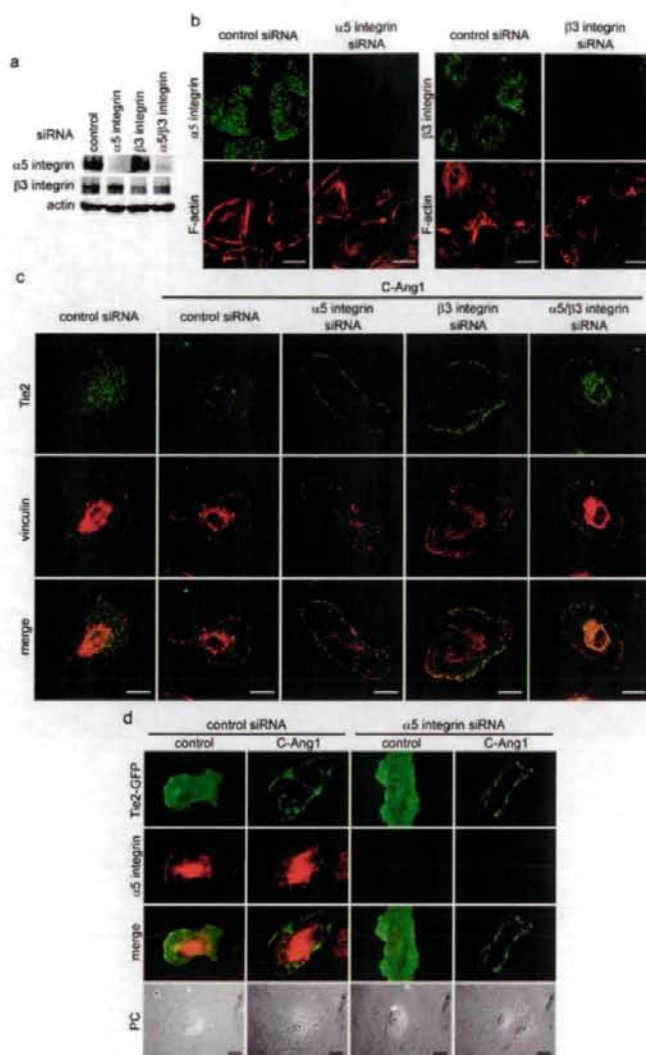 a
siRNA
control
α5 integrin
β3 integrin
α5/β3 integrin
α5 integrin
β3 integrin
actin
b
control siRNA
α5 integrin
siRNA
control siRNA
β3 integrin
siRNA
α5 integrin
β3 integrin
F-actin
F-actin
c
C-Ang1
control siRNA
control siRNA
α5 integrin
siRNA
β3 integrin
siRNA
α5/β3 integrin
siRNA
Tie2
vinculin
merge
d
control siRNA
α5 integrin siRNA
control
C-Ang1
control
C-Ang1
Tie2-GFP
α5 integrin
merge
PC